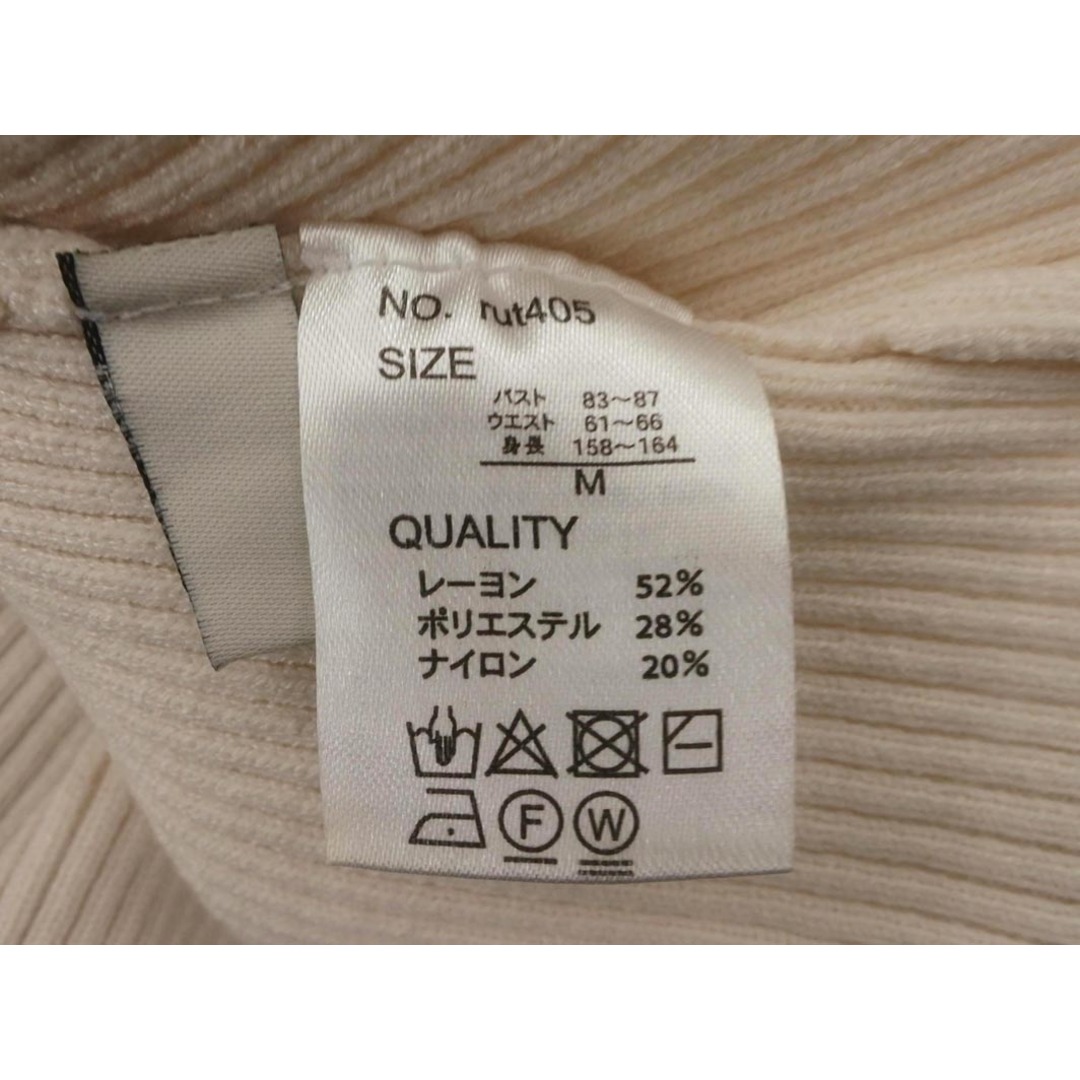 NO. rut405
SIZE
バスト 83～87
ウエスト 61～66
身長 158～164
M
QUALITY
レーヨン 52%
ポリエステル 28%
ナイロン 20%
F W